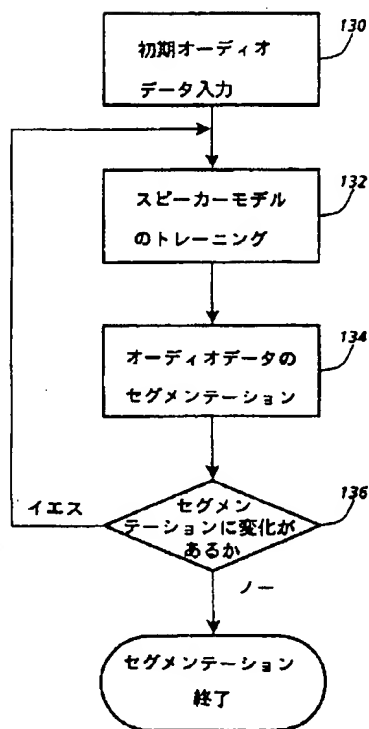 130
初期オーディオ
データ入力
132
スピーカーモデル
のトレーニング
134
オーディオデータの
セグメンテーション
136
セグメン
テーションに変化が
あるか
イエス
ノー
セグメンテーション
終了